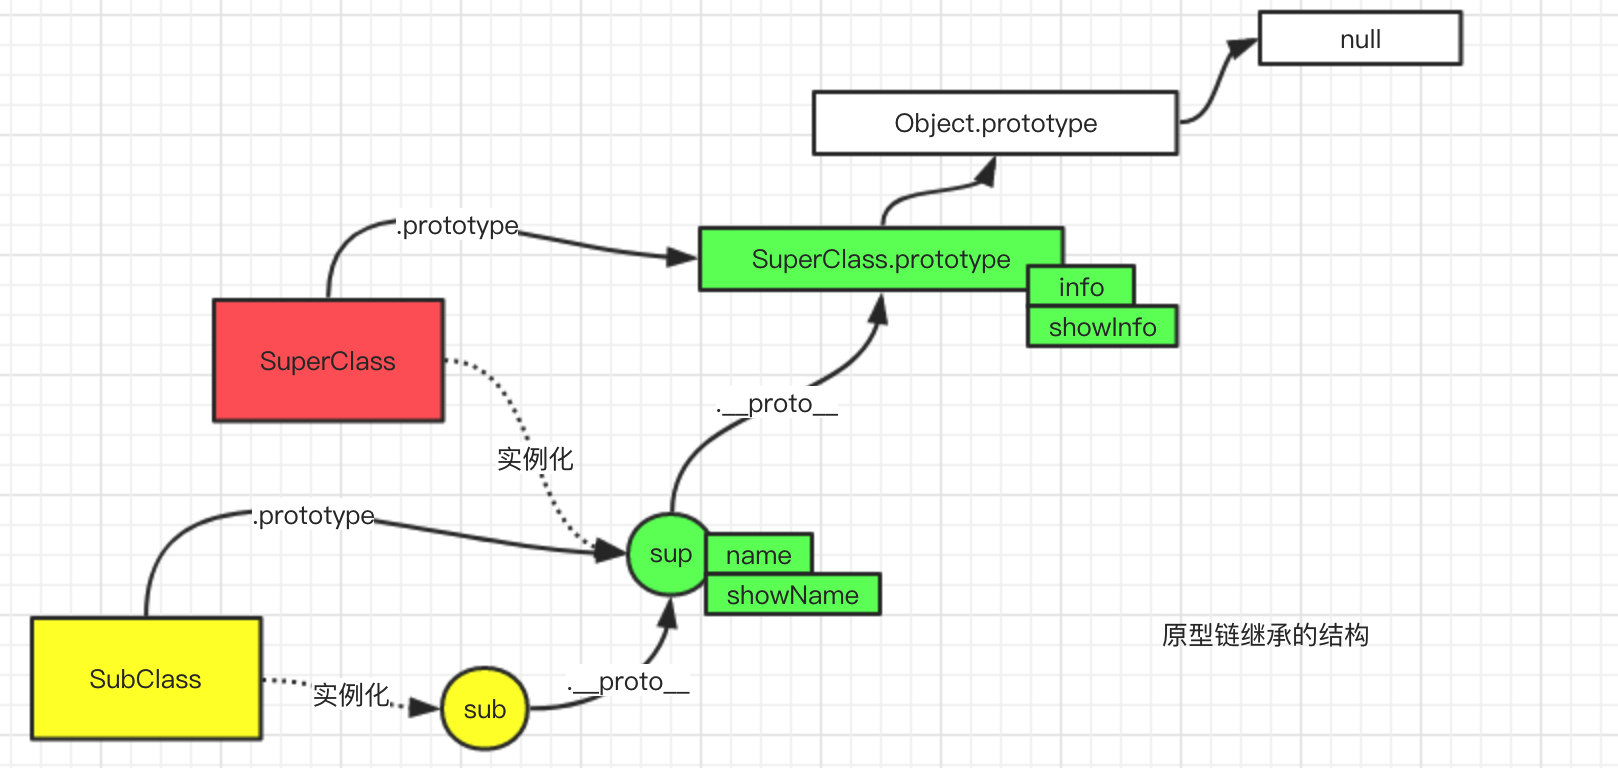 null
Object.prototype
.prototype
SuperClass.prototype
info
showInfo
SuperClass
.__proto__
实例化
.prototype
sup
name
showName
原型链继承的结构
SubClass
实例化
.__proto__
sub